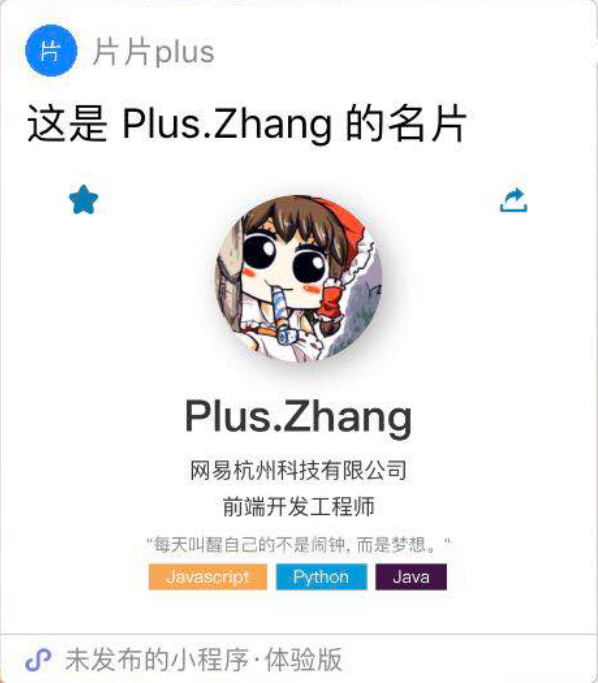 片 片片plus
这是 Plus.Zhang 的名片
Plus.Zhang
网易杭州科技有限公司
前端开发工程师
"每天叫醒自己的不是闹钟, 而是梦想。"
Javascript Python Java
未发布的小程序·体验版